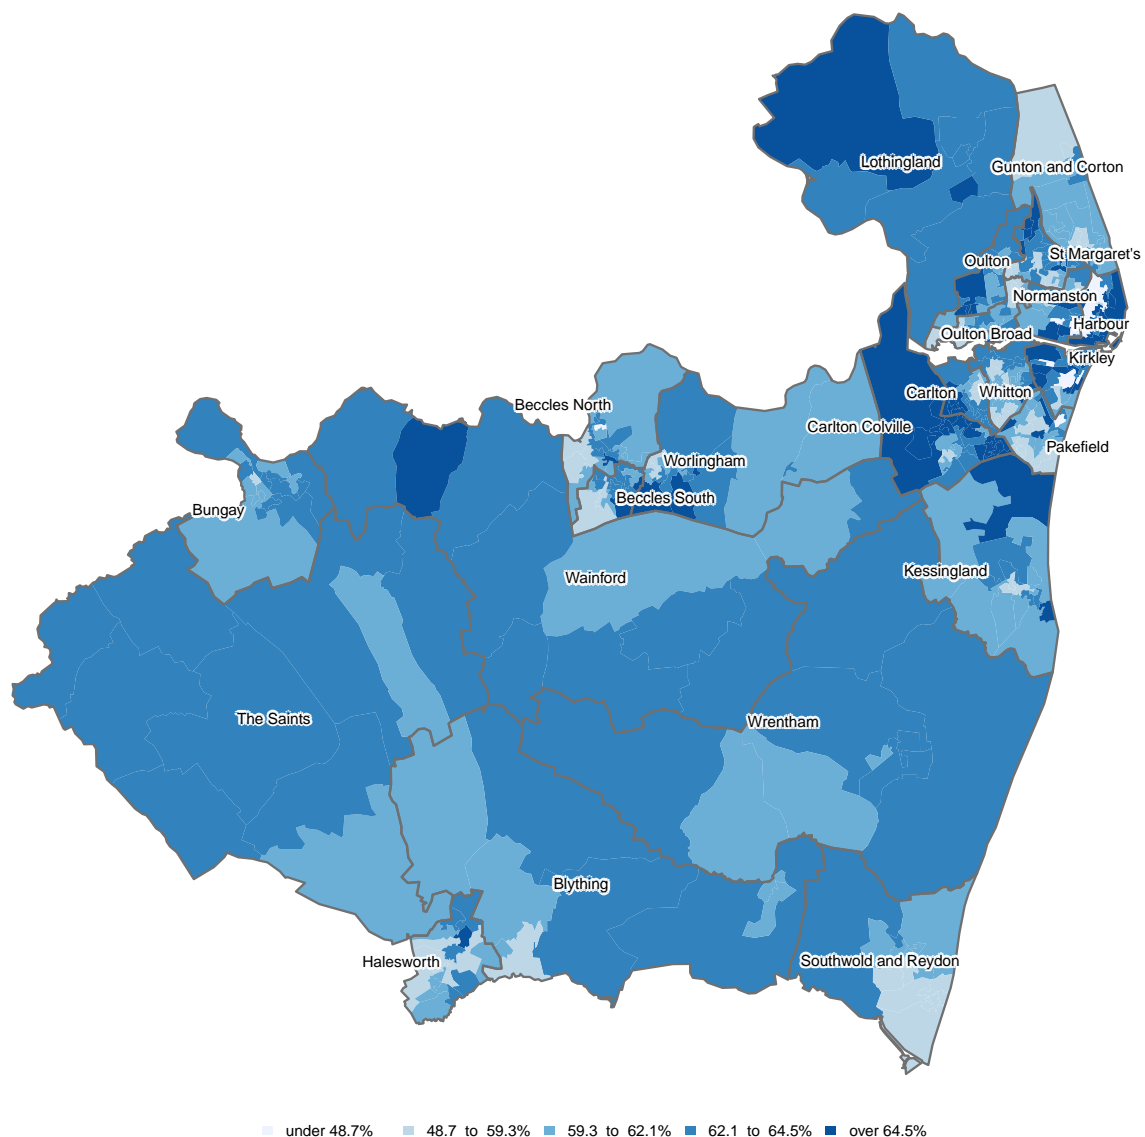 Lothingland
Gunton and Corton
St Margaret's
Oulton
Normanston
Harbour
Oulton Broad
Kirkley
Carlton
Whitton
Beccles North
Carlton Colville
Pakefield
Worlingham
Beccles South
Bungay
Kessingland
Wainford
The Saints
Wrentham
Blything
Halesworth
Southwold and Reydon
under 48.7% 48.7 to 59.3% 59.3 to 62.1% 62.1 to 64.5% over 64.5%